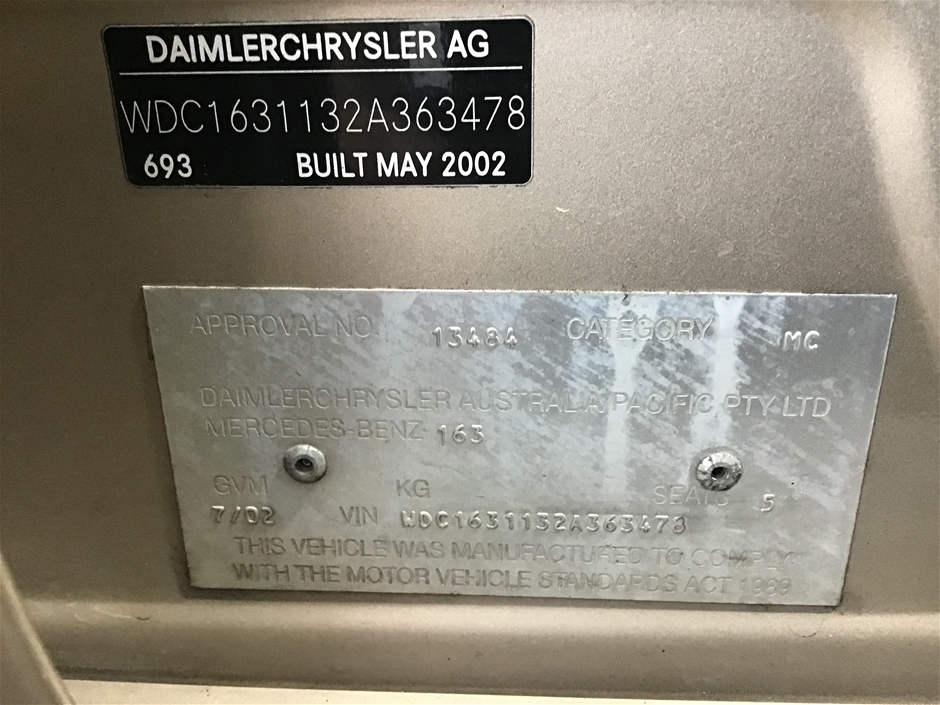 DAIMLERCHRYSLER AG
WDC1631132A363478
693 BUILT MAY 2002
APPROVAL NO. 13484 CATEGORY MC
DAIMLERCHRYSLER AUSTRALIA/PACIFIC PTY LTD
MERCEDES-BENZ 163
GVM KG SEATS 5
7/02 VIN WDC1631132A363478
THIS VEHICLE WAS MANUFACTURED TO COMPLY
WITH THE MOTOR VEHICLE STANDARDS ACT 1989